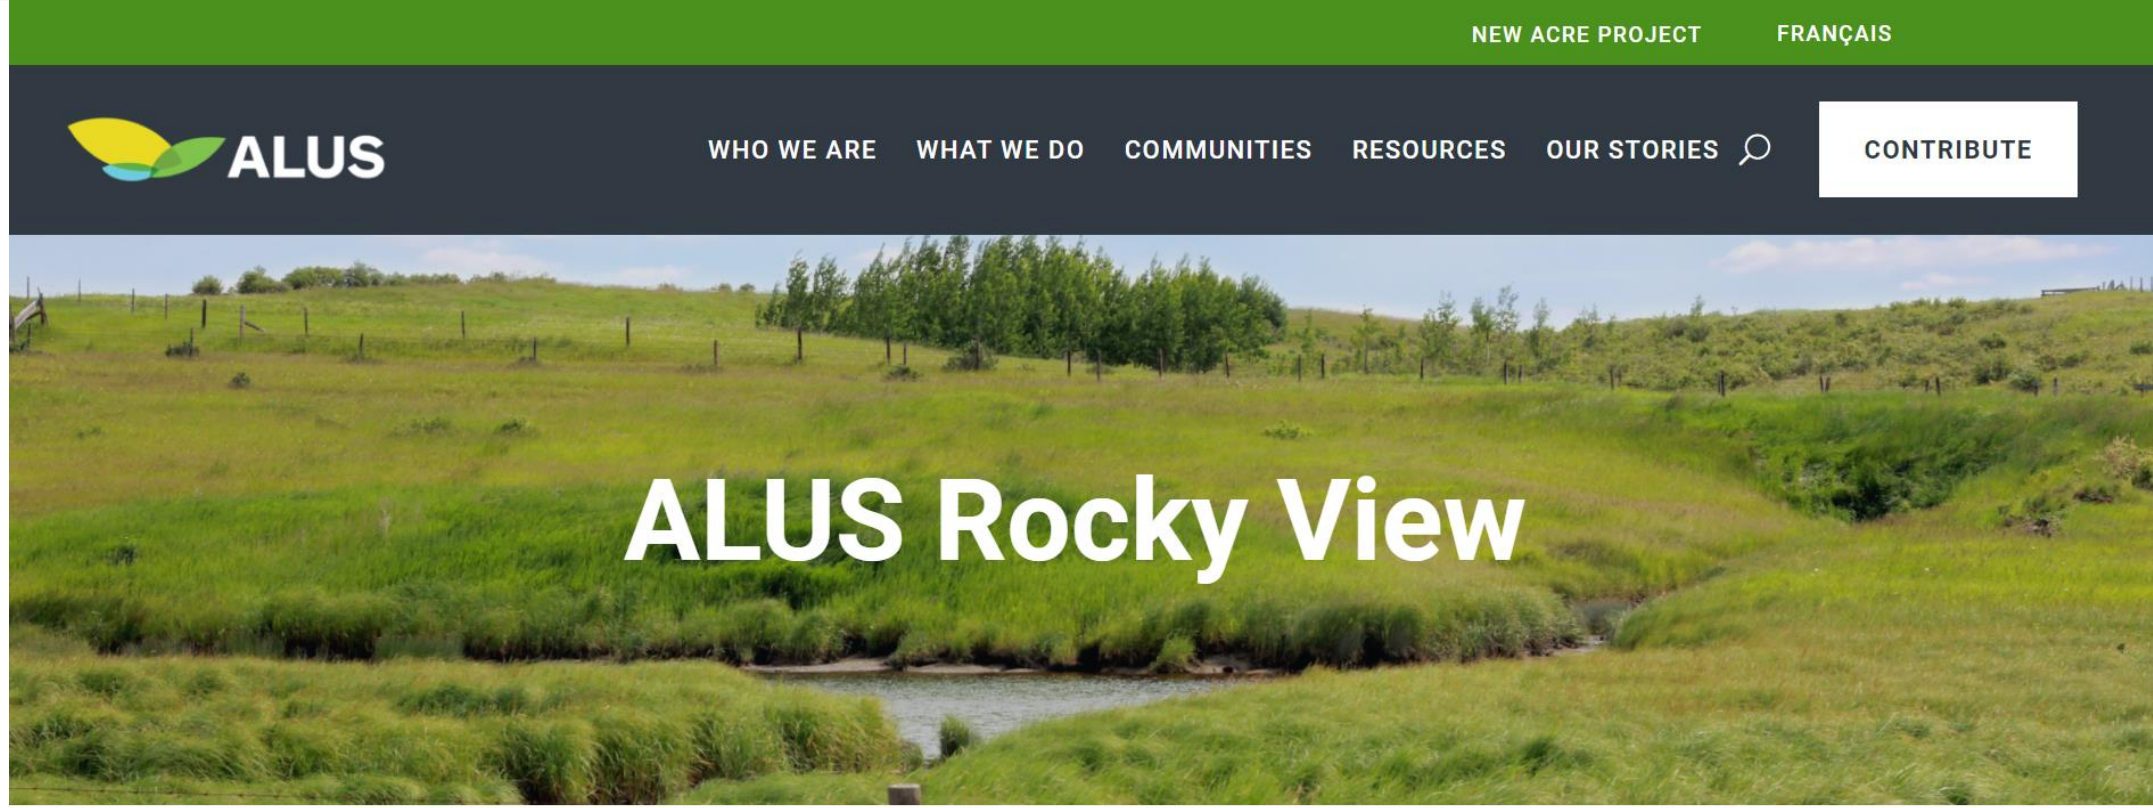 NEW ACRE PROJECT FRANÇAIS
ALUS WHO WE ARE WHAT WE DO COMMUNITIES RESOURCES OUR STORIES CONTRIBUTE
ALUS Rocky View